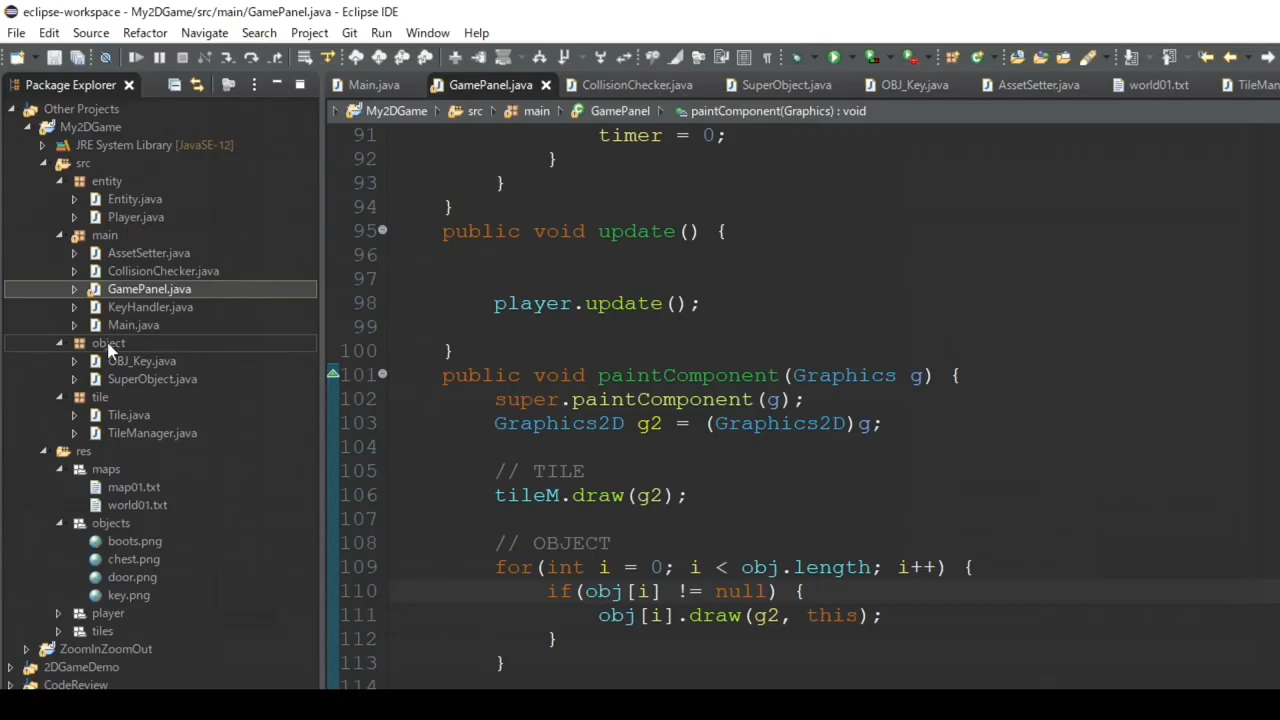 eclipse-workspace - My2DGame/src/main/GamePanel.java - Eclipse IDE
File Edit Source Refactor Navigate Search Project Git Run Window Help
Package Explorer
Main.java GamePanel.java CollisionChecker.java SuperObject.java OBJ_Key.java AssetSetter.java world01.txt TileMan
My2DGame src main GamePanel paintComponent(Graphics) : void
Other Projects
My2DGame
JRE System Library [JavaSE-12]
src
entity
Entity.java
Player.java
main
AssetSetter.java
CollisionChecker.java
GamePanel.java
KeyHandler.java
Main.java
object
OBJ_Key.java
SuperObject.java
tile
Tile.java
TileManager.java
res
maps
map01.txt
world01.txt
objects
boots.png
chest.png
door.png
key.png
player
tiles
ZoomInZoomOut
2DGameDemo
CodeReview
91 timer = 0;
92 }
93 }
94 }
95 public void update() {
96
97
98 player.update();
99
100 }
101 public void paintComponent(Graphics g) {
102 super.paintComponent(g);
103 Graphics2D g2 = (Graphics2D)g;
104
105 // TILE
106 tileM.draw(g2);
107
108 // OBJECT
109 for(int i = 0; i < obj.length; i++) {
110 if(obj[i] != null) {
111 obj[i].draw(g2, this);
112 }
113 }
114